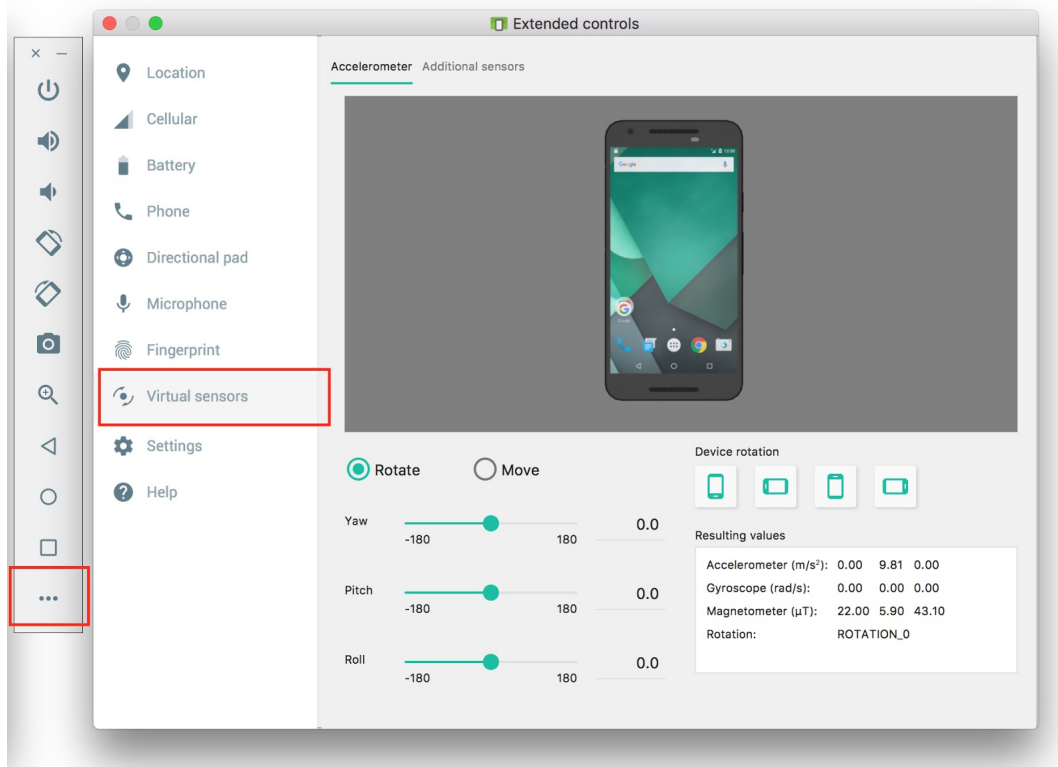 Extended controls
Location
Cellular
Battery
Phone
Directional pad
Microphone
Fingerprint
Virtual sensors
Settings
Help
Accelerometer Additional sensors
Google
12:00
Google
Rotate Move
Yaw 0.0
-180 180
Pitch 0.0
-180 180
Roll 0.0
-180 180
Device rotation
Resulting values
Accelerometer (m/s²): 0.00 9.81 0.00
Gyroscope (rad/s): 0.00 0.00 0.00
Magnetometer (μT): 22.00 5.90 43.10
Rotation: ROTATION_0